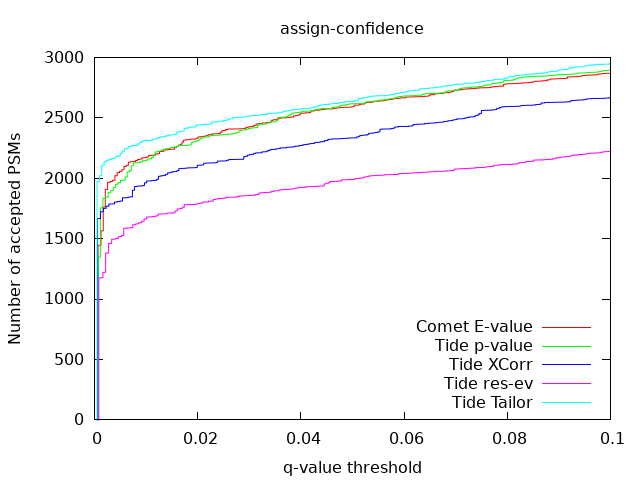 assign-confidence
Number of accepted PSMs
3000
2500
2000
1500
1000
500
0
0
0.02
0.04
0.06
0.08
0.1
q-value threshold
Comet E-value
Tide p-value
Tide XCorr
Tide res-ev
Tide Tailor